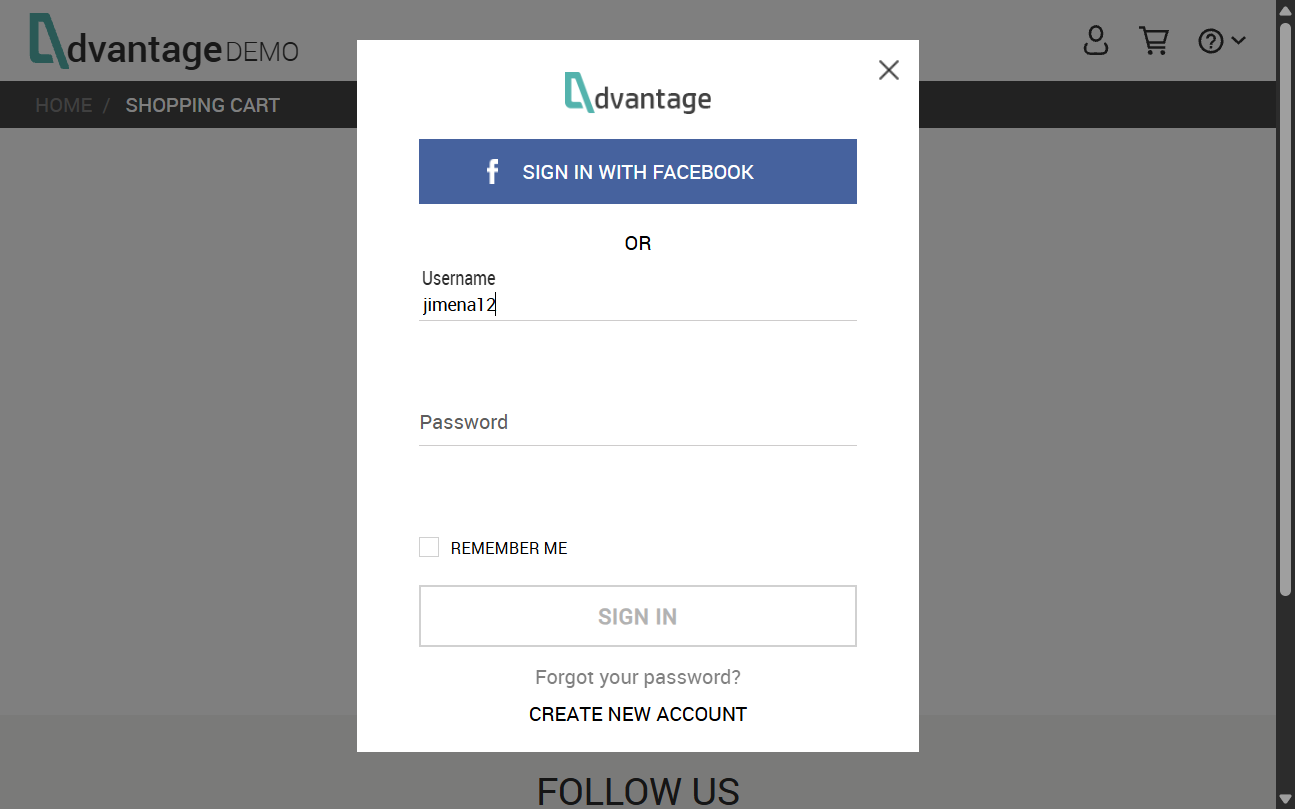 dvantage DEMO
HOME / SHOPPING CART
dvantage
SIGN IN WITH FACEBOOK
OR
Username
jimena12
Password
REMEMBER ME
SIGN IN
Forgot your password?
CREATE NEW ACCOUNT
FOLLOW US